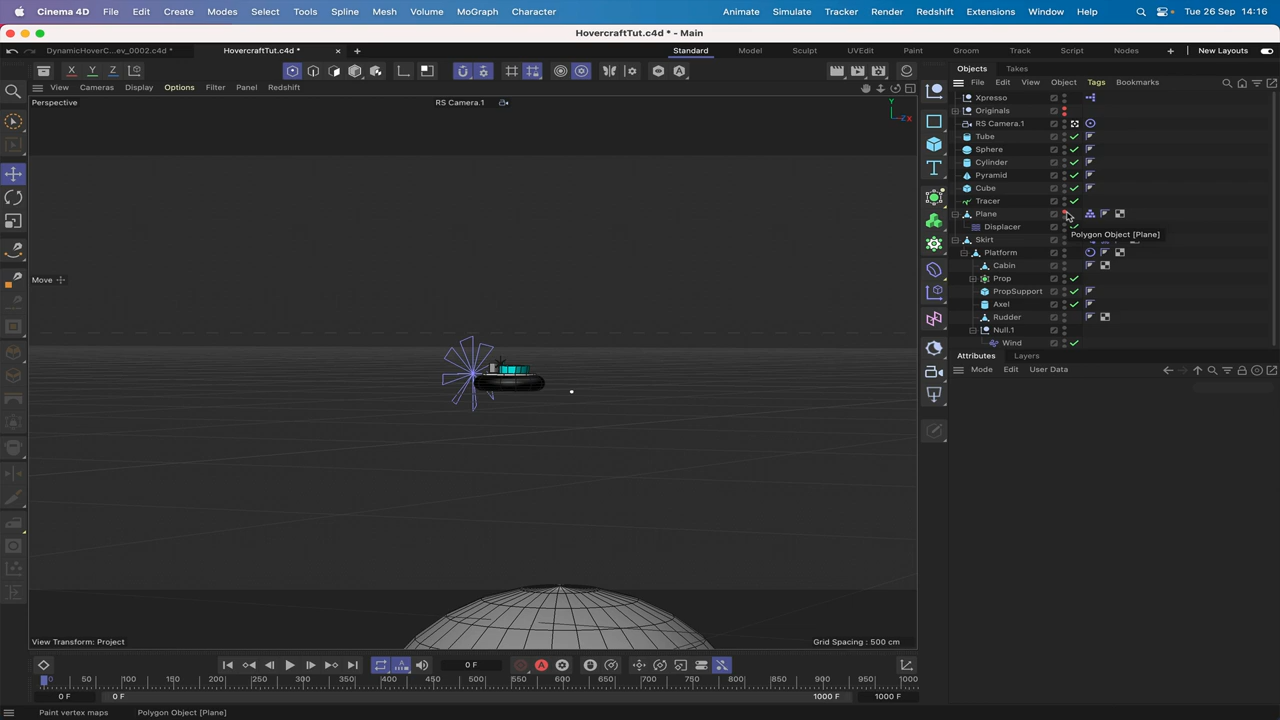 Cinema 4D File Edit Create Modes Select Tools Spline Mesh Volume MoGraph Character Animate Simulate Tracker Render Redshift Extensions Window Help Tue 26 Sep 14:16
HovercraftTut.c4d * - Main
DynamicHoverC...ev_0002.c4d * HovercraftTut.c4d * Standard Model Sculpt UVEdit Paint Groom Track Script Nodes New Layouts
X Y Z
Objects Takes
File Edit View Object Tags Bookmarks
View Cameras Display Options Filter Panel Redshift
Perspective RS Camera.1
Y
Z X
Xpresso
Originals
RS Camera.1
Tube
Sphere
Cylinder
Pyramid
Cube
Tracer
Plane
Displacer
Polygon Object [Plane]
Skirt
Platform
Cabin
Prop
PropSupport
Axel
Rudder
Null.1
Wind
Move
Attributes Layers
Mode Edit User Data
View Transform: Project Grid Spacing : 500 cm
0 F
0 50 100 150 200 250 300 350 400 450 500 550 600 650 700 750 800 850 900 950 1000
0 F 0 F 1000 F 1000 F
Paint vertex maps Polygon Object [Plane]